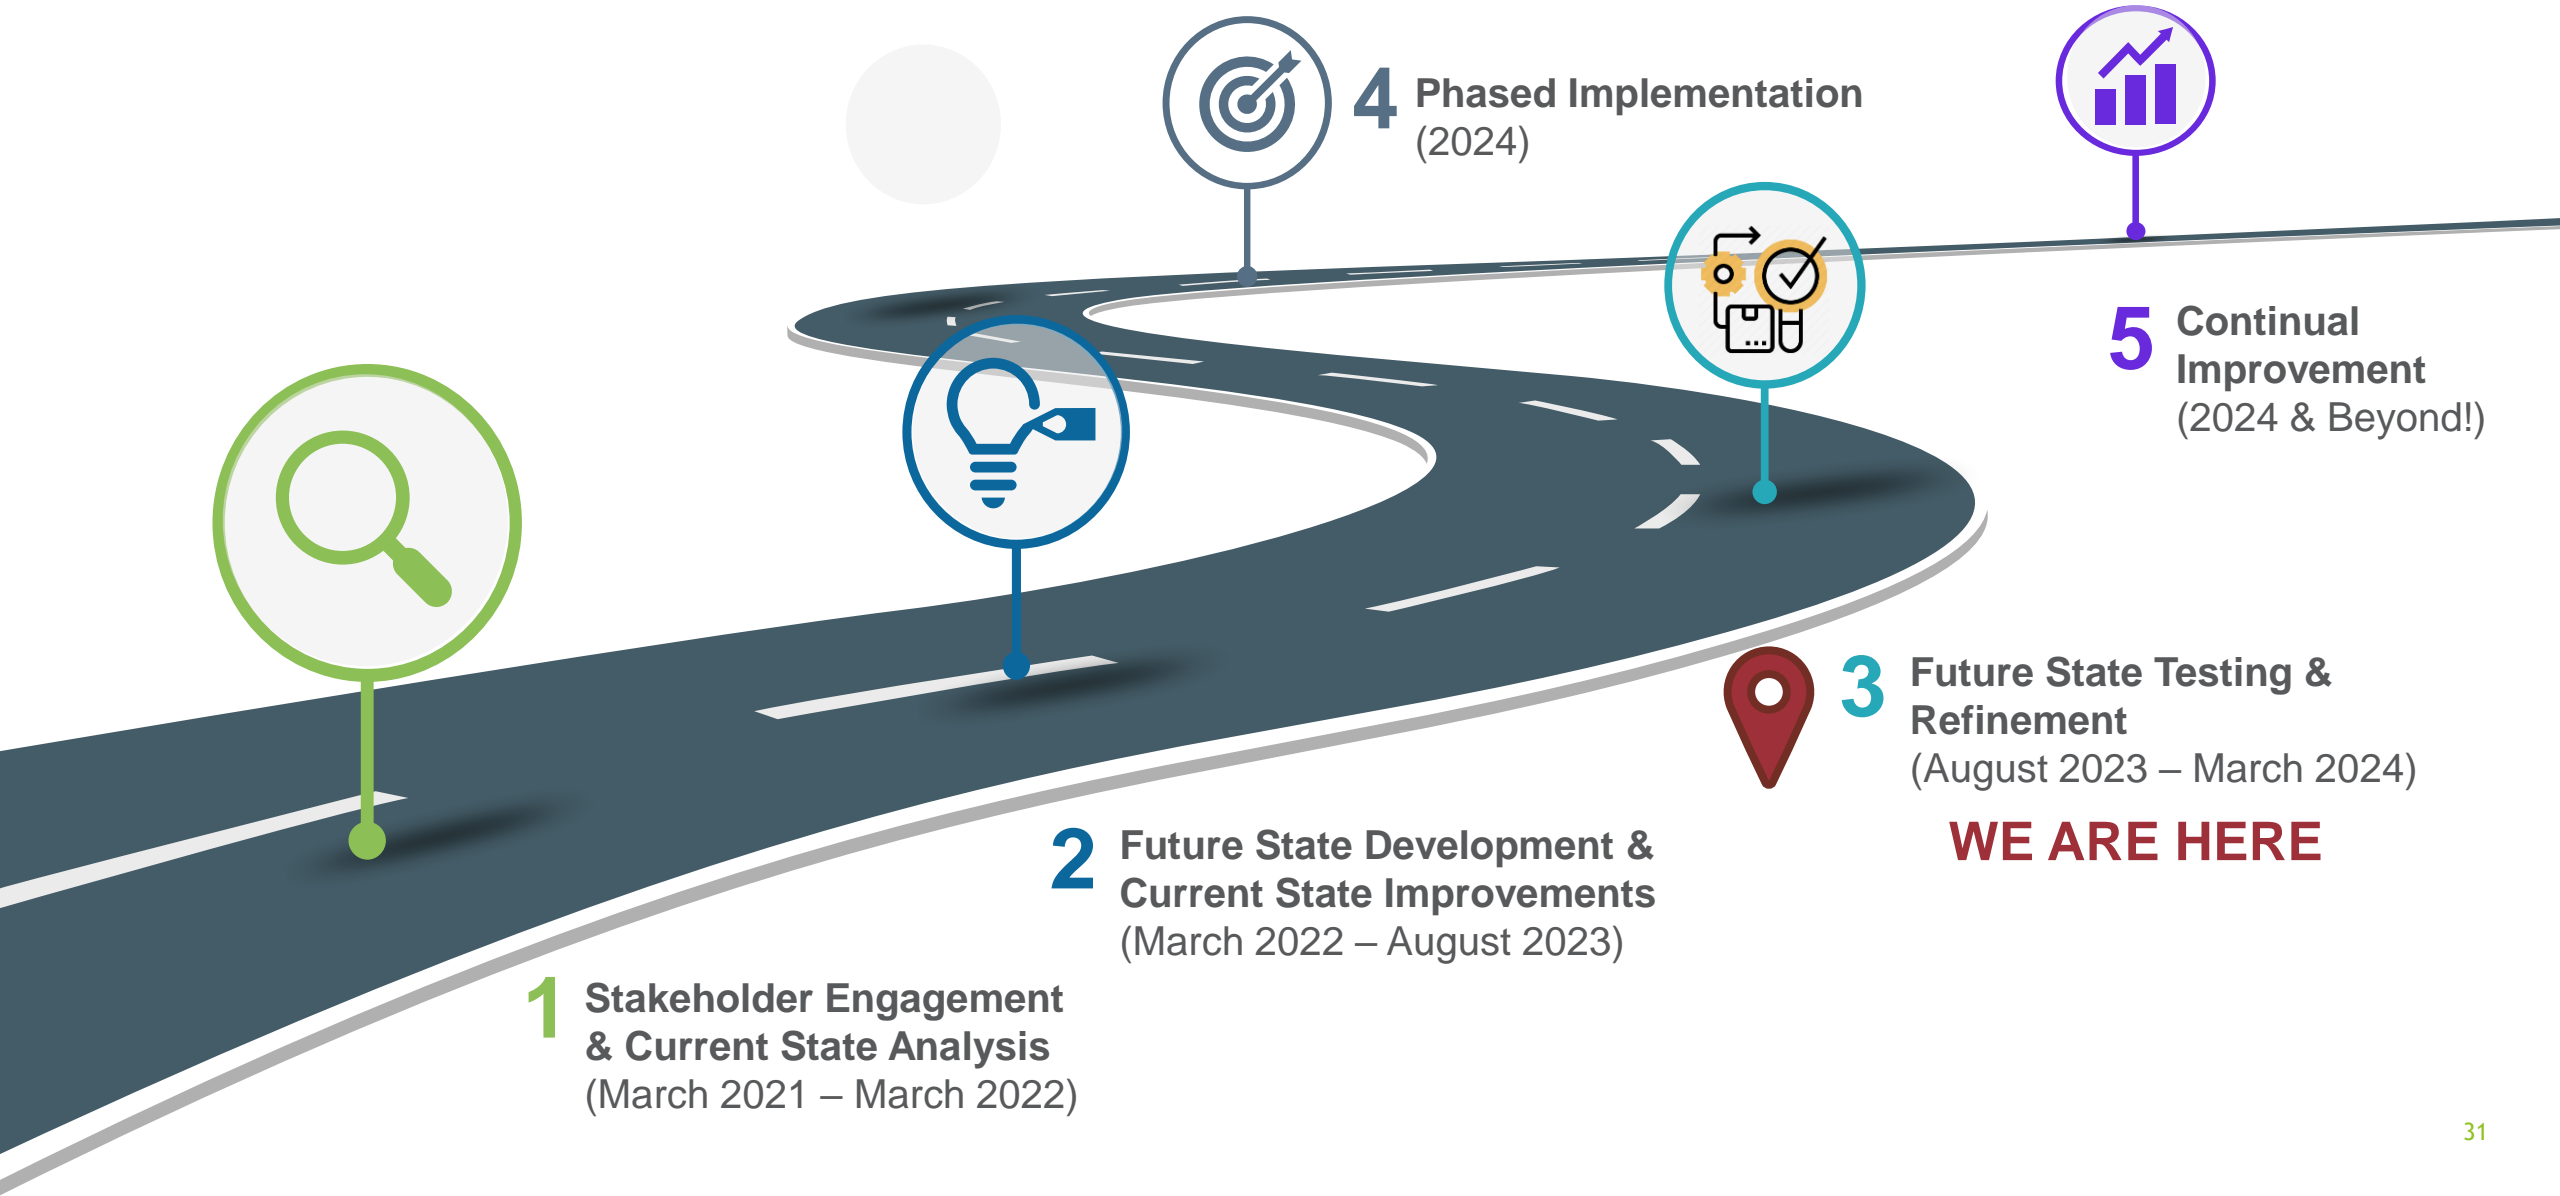 1
Stakeholder Engagement
& Current State Analysis
(March 2021 – March 2022)
2
Future State Development &
Current State Improvements
(March 2022 – August 2023)
3
Future State Testing &
Refinement
(August 2023 – March 2024)
WE ARE HERE
4
Phased Implementation
(2024)
5
Continual
Improvement
(2024 & Beyond!)
31